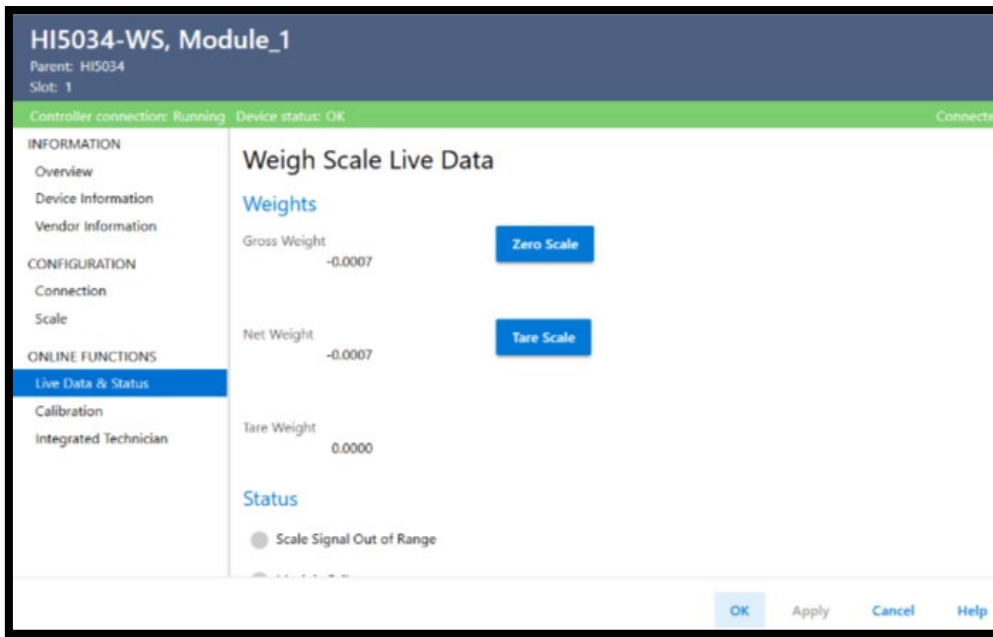 HI5034-WS, Module_1
Parent: HI5034
Slot: 1
Controller connection: Running Device status: OK
INFORMATION
Overview
Device Information
Vendor Information
CONFIGURATION
Connection
Scale
ONLINE FUNCTIONS
Live Data & Status
Calibration
Integrated Technician
Weigh Scale Live Data
Weights
Gross Weight
-0.0007
Zero Scale
Net Weight
-0.0007
Tare Scale
Tare Weight
0.0000
Status
Scale Signal Out of Range
OK Apply Cancel Help